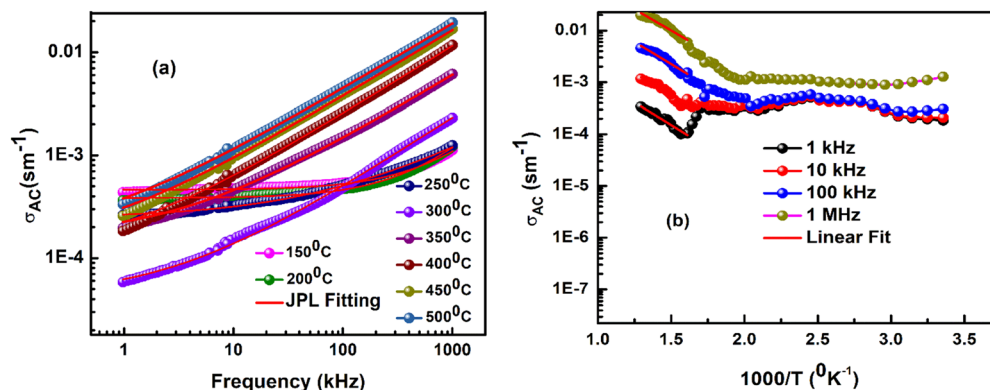 (a)
0.01
1E-3
1E-4
σAC(sm⁻¹)
1
10
100
1000
Frequency (kHz)
150⁰C
200⁰C
JPL Fitting
250⁰C
300⁰C
350⁰C
400⁰C
450⁰C
500⁰C
(b)
0.01
1E-3
1E-4
1E-5
1E-6
1E-7
σAC (sm⁻¹)
1 kHz
10 kHz
100 kHz
1 MHz
Linear Fit
1.0
1.5
2.0
2.5
3.0
3.5
1000/T (⁰K⁻¹)